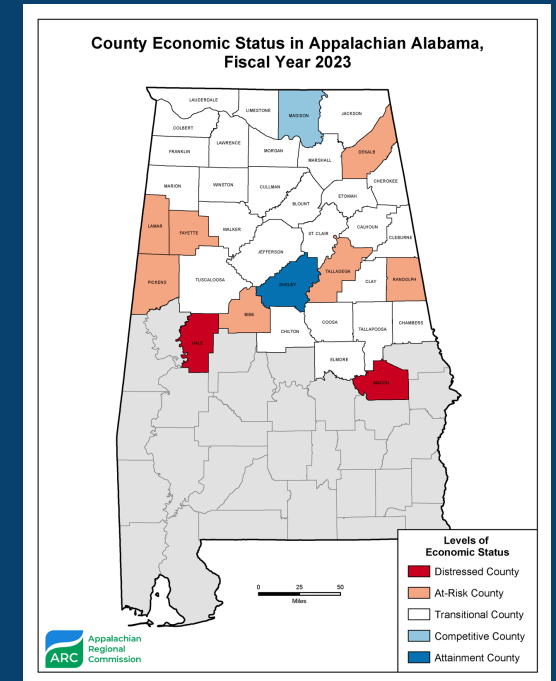 County Economic Status in Appalachian Alabama,
Fiscal Year 2023
LAUDERDALE
LIMESTONE
MADISON
JACKSON
COLBERT
LAWRENCE
FRANKLIN
MORGAN
MARSHALL
DEKALB
MARION
WINSTON
CULLMAN
CHEROKEE
ETOWAH
BLOUNT
LAMAR
FAYETTE
WALKER
ST. CLAIR
CALHOUN
CLEBURNE
JEFFERSON
PICKENS
TUSCALOOSA
SHELBY
TALLADEGA
CLAY
RANDOLPH
BIBB
CHILTON
COOSA
TALLAPOOSA
CHAMBERS
HALE
ELMORE
MACON
Levels of
Economic Status
Distressed County
At-Risk County
Transitional County
Competitive County
Attainment County
0 25 50
Miles
ARC
Appalachian
Regional
Commission